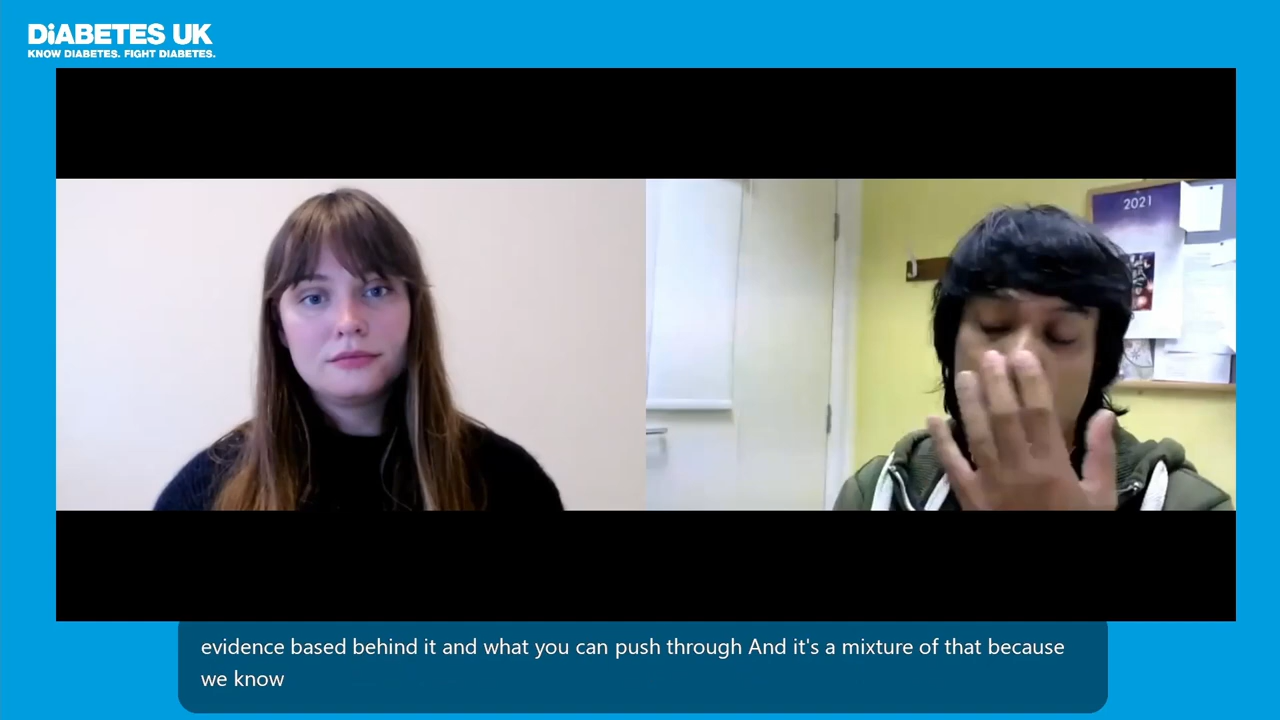 DiABETES UK
KNOW DIABETES. FIGHT DIABETES.
2021
evidence based behind it and what you can push through And it's a mixture of that because
we know